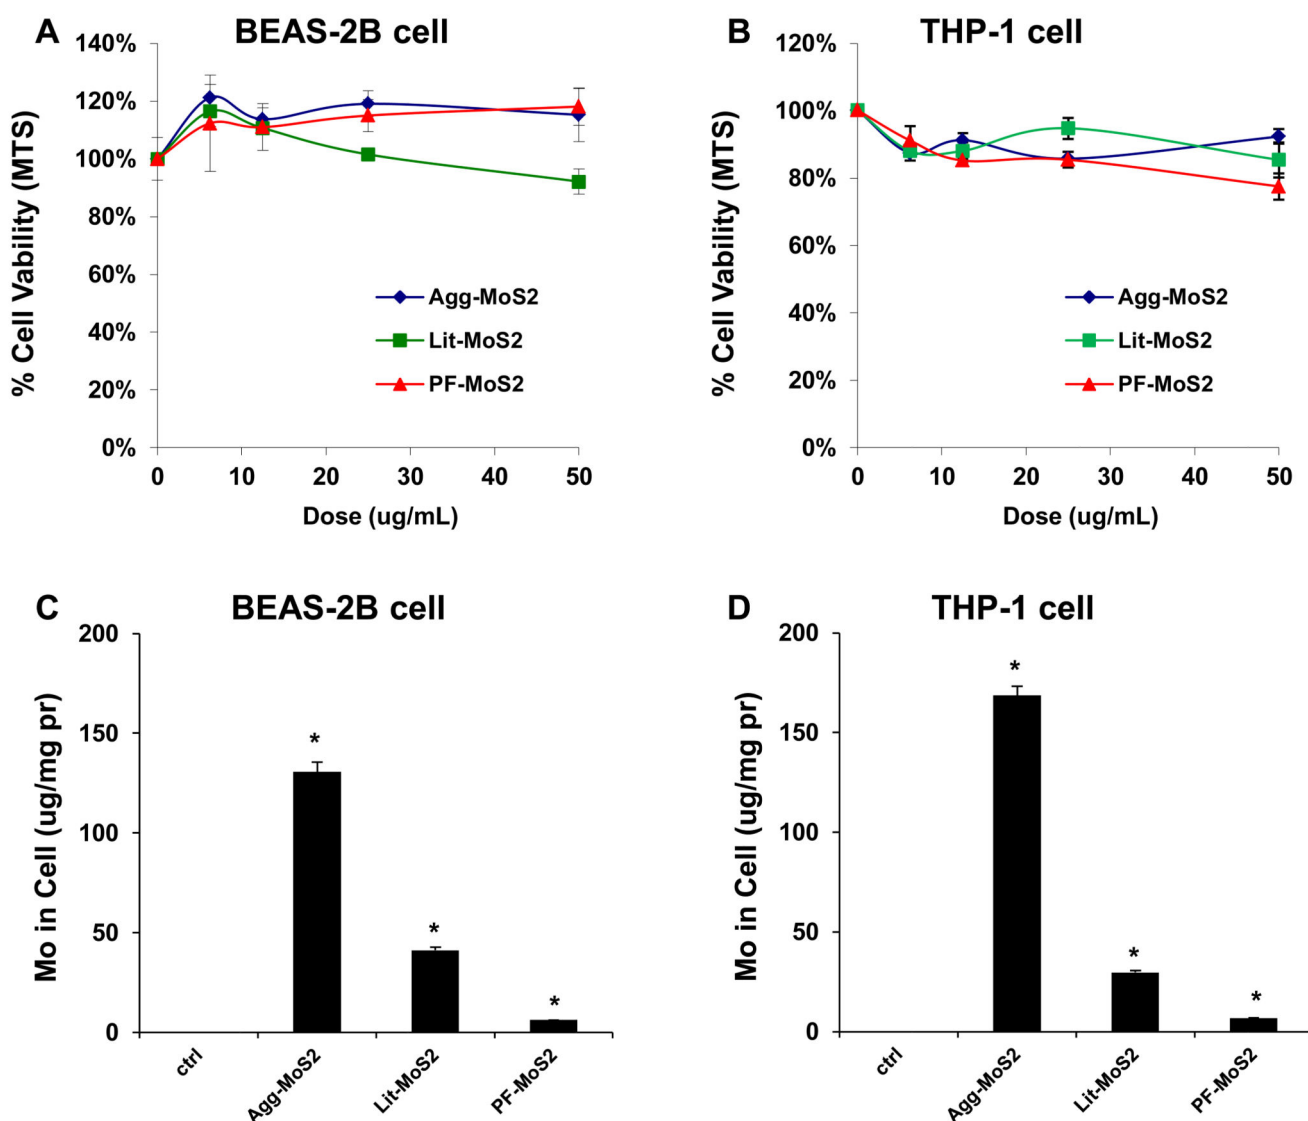 A
BEAS-2B cell
140%
120%
100%
80%
60%
40%
20%
0%
% Cell Vability (MTS)
Agg-MoS2
Lit-MoS2
PF-MoS2
0 10 20 30 40 50
Dose (ug/mL)
B
THP-1 cell
120%
100%
80%
60%
40%
20%
0%
% Cell Vability (MTS)
Agg-MoS2
Lit-MoS2
PF-MoS2
0 10 20 30 40 50
Dose (ug/mL)
C
BEAS-2B cell
200
150
100
50
0
Mo in Cell (ug/mg pr)
*
*
*
ctrl
Agg-MoS2
Lit-MoS2
PF-MoS2
D
THP-1 cell
200
150
100
50
0
Mo in Cell (ug/mg pr)
*
*
*
ctrl
Agg-MoS2
Lit-MoS2
PF-MoS2